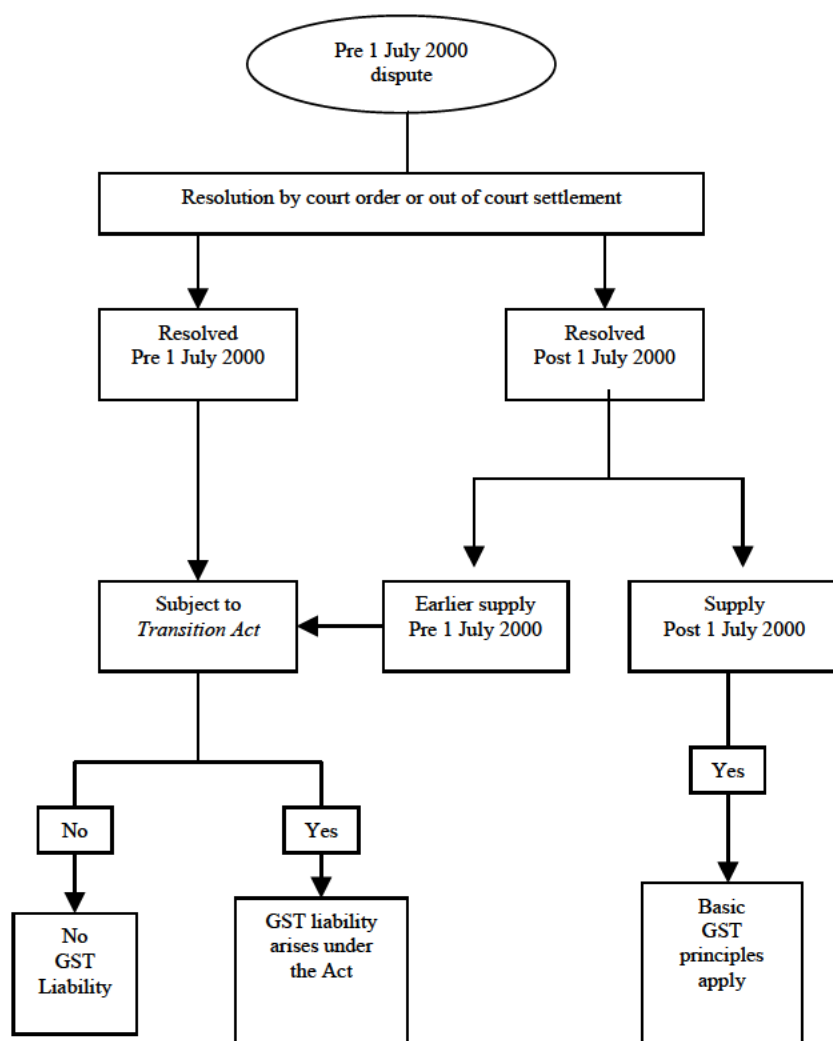 Pre 1 July 2000
dispute
Resolution by court order or out of court settlement
Resolved
Pre 1 July 2000
Resolved
Post 1 July 2000
Subject to
Transition Act
Earlier supply
Pre 1 July 2000
Supply
Post 1 July 2000
Yes
No
Yes
No
GST
Liability
GST liability
arises under
the Act
Basic
GST
principles
apply